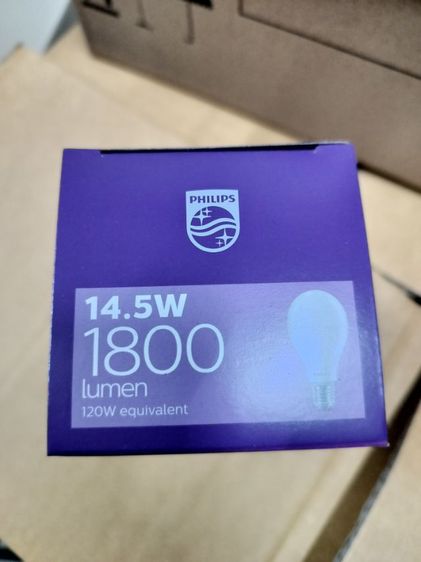 PHILIPS
14.5W
1800
lumen
120W equivalent